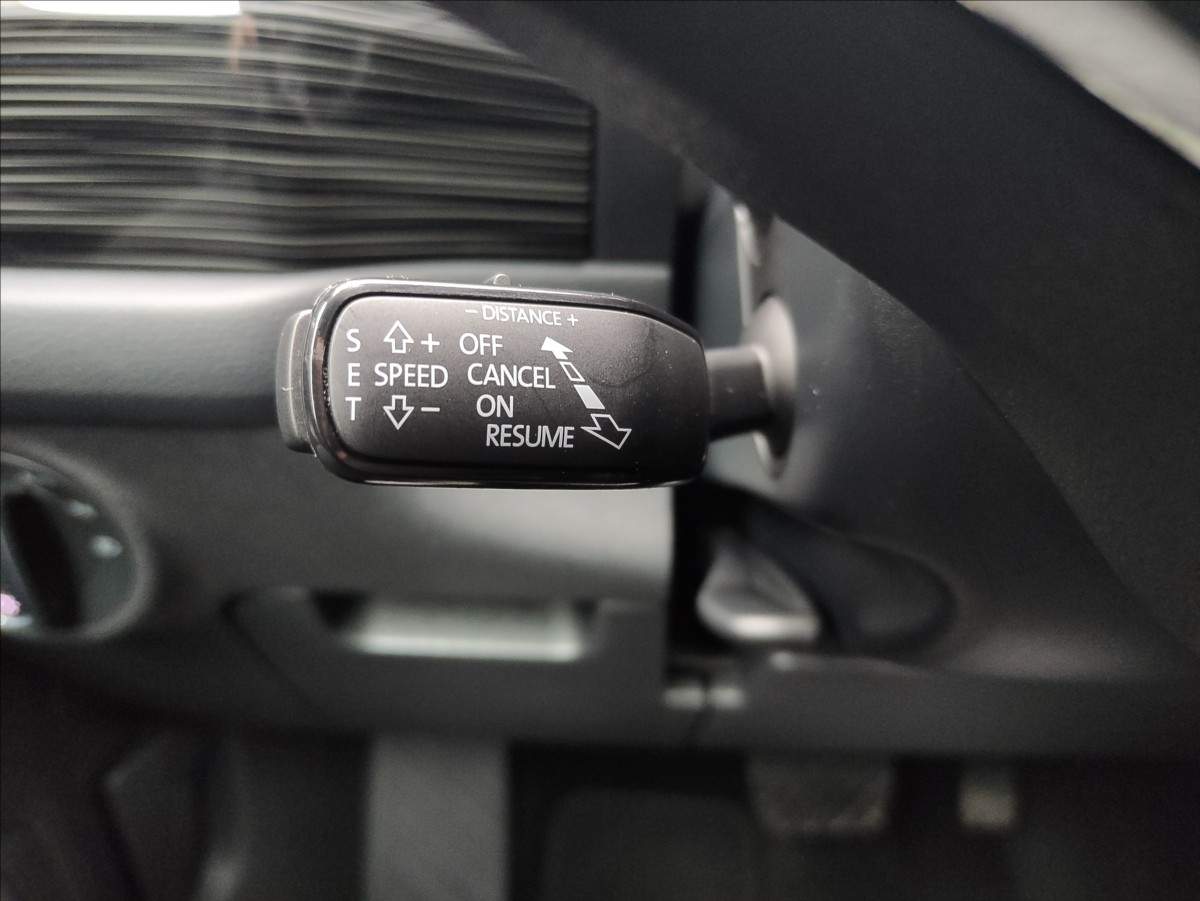 − DISTANCE +
S + OFF
E SPEED CANCEL
T − ON
RESUME